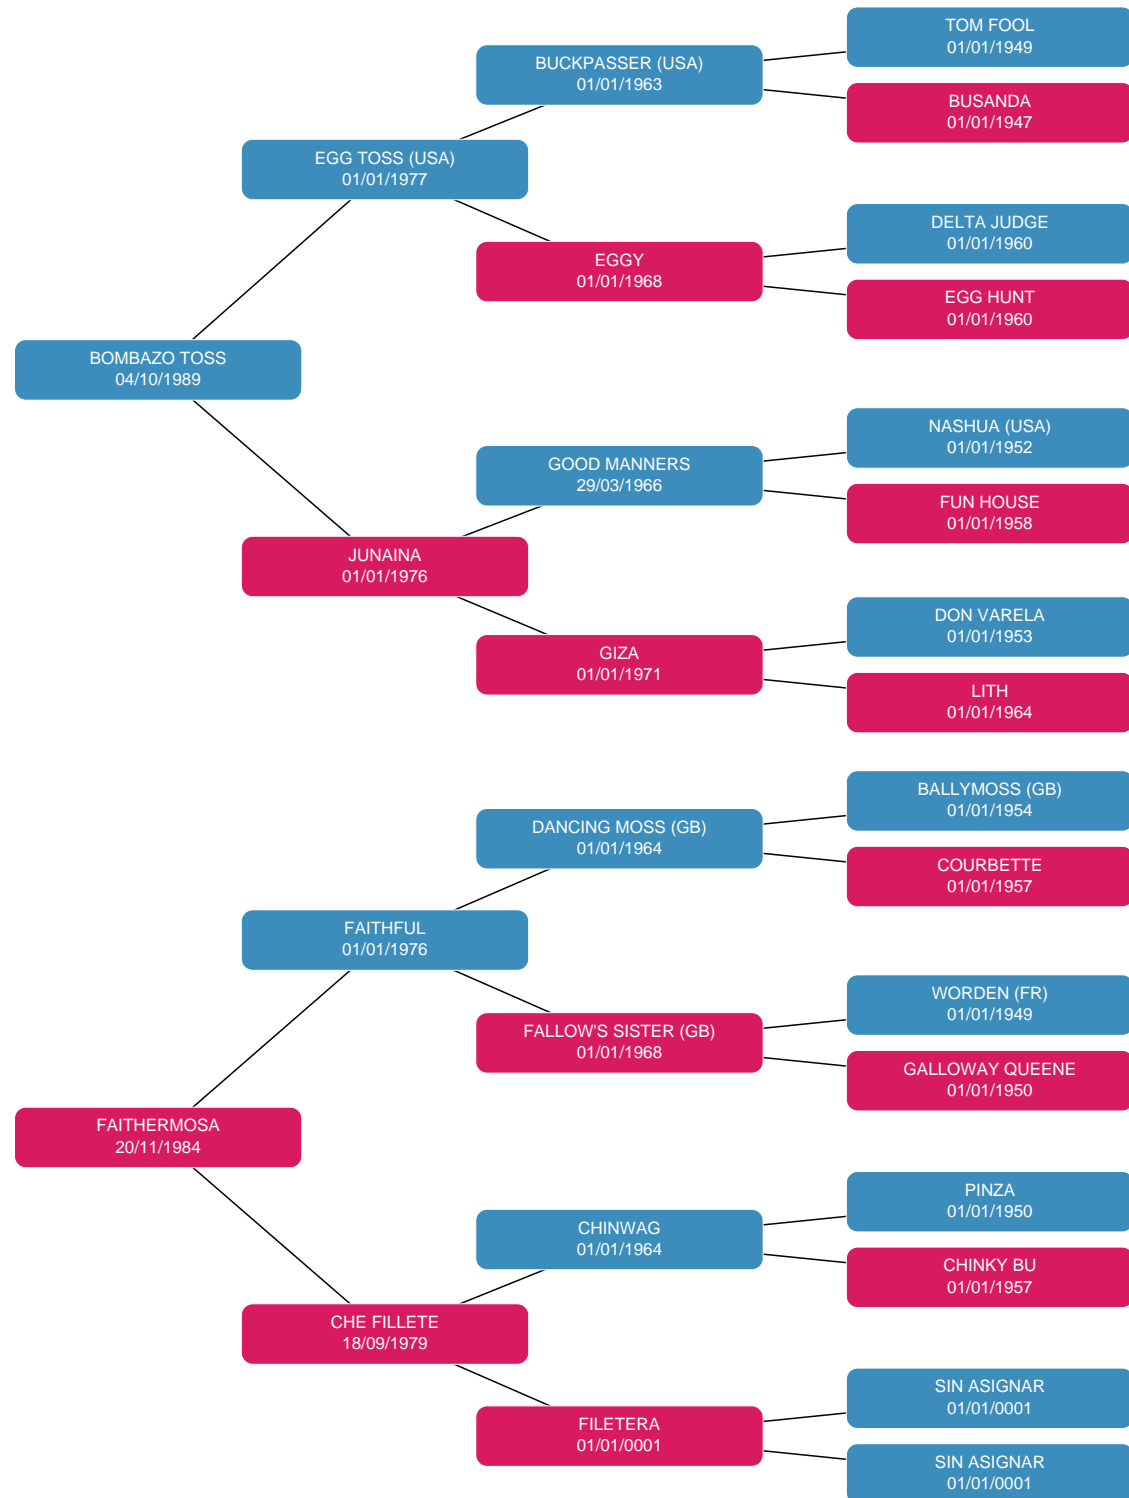 TOM FOOL
01/01/1949
BUCKPASSER (USA)
01/01/1963
BUSANDA
01/01/1947
EGG TOSS (USA)
01/01/1977
DELTA JUDGE
01/01/1960
EGGY
01/01/1968
EGG HUNT
01/01/1960
BOMBAZO TOSS
04/10/1989
NASHUA (USA)
01/01/1952
GOOD MANNERS
29/03/1966
FUN HOUSE
01/01/1958
JUNAINA
01/01/1976
DON VARELA
01/01/1953
GIZA
01/01/1971
LITH
01/01/1964
BALLYMOSS (GB)
01/01/1954
DANCING MOSS (GB)
01/01/1964
COURBETTE
01/01/1957
FAITHFUL
01/01/1976
WORDEN (FR)
01/01/1949
FALLOW'S SISTER (GB)
01/01/1968
GALLOWAY QUEENE
01/01/1950
FAITHERMOSA
20/11/1984
PINZA
01/01/1950
CHINWAG
01/01/1964
CHINKY BU
01/01/1957
CHE FILLETE
18/09/1979
SIN ASIGNAR
01/01/0001
FILETERA
01/01/0001
SIN ASIGNAR
01/01/0001